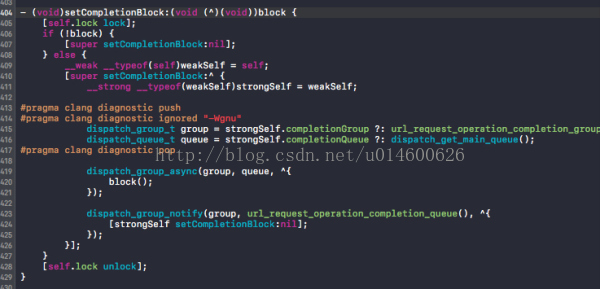 403
404 - (void)setCompletionBlock:(void (^)(void))block {
405 [self.lock lock];
406 if (!block) {
407 [super setCompletionBlock:nil];
408 } else {
409 __weak __typeof(self)weakSelf = self;
410 [super setCompletionBlock:^ {
411 __strong __typeof(weakSelf)strongSelf = weakSelf;
412
413 #pragma clang diagnostic push
414 #pragma clang diagnostic ignored "-Wgnu"
415 dispatch_group_t group = strongSelf.completionGroup ?: url_request_operation_completion_group
416 dispatch_queue_t queue = strongSelf.completionQueue ?: dispatch_get_main_queue();
417 #pragma clang diagnostic pop
http://blog.csdn.net/u014600626
418
419 dispatch_group_async(group, queue, ^{
420 block();
421 });
422
423 dispatch_group_notify(group, url_request_operation_completion_queue(), ^{
424 [strongSelf setCompletionBlock:nil];
425 });
426 }];
427 }
428 [self.lock unlock];
429 }
430